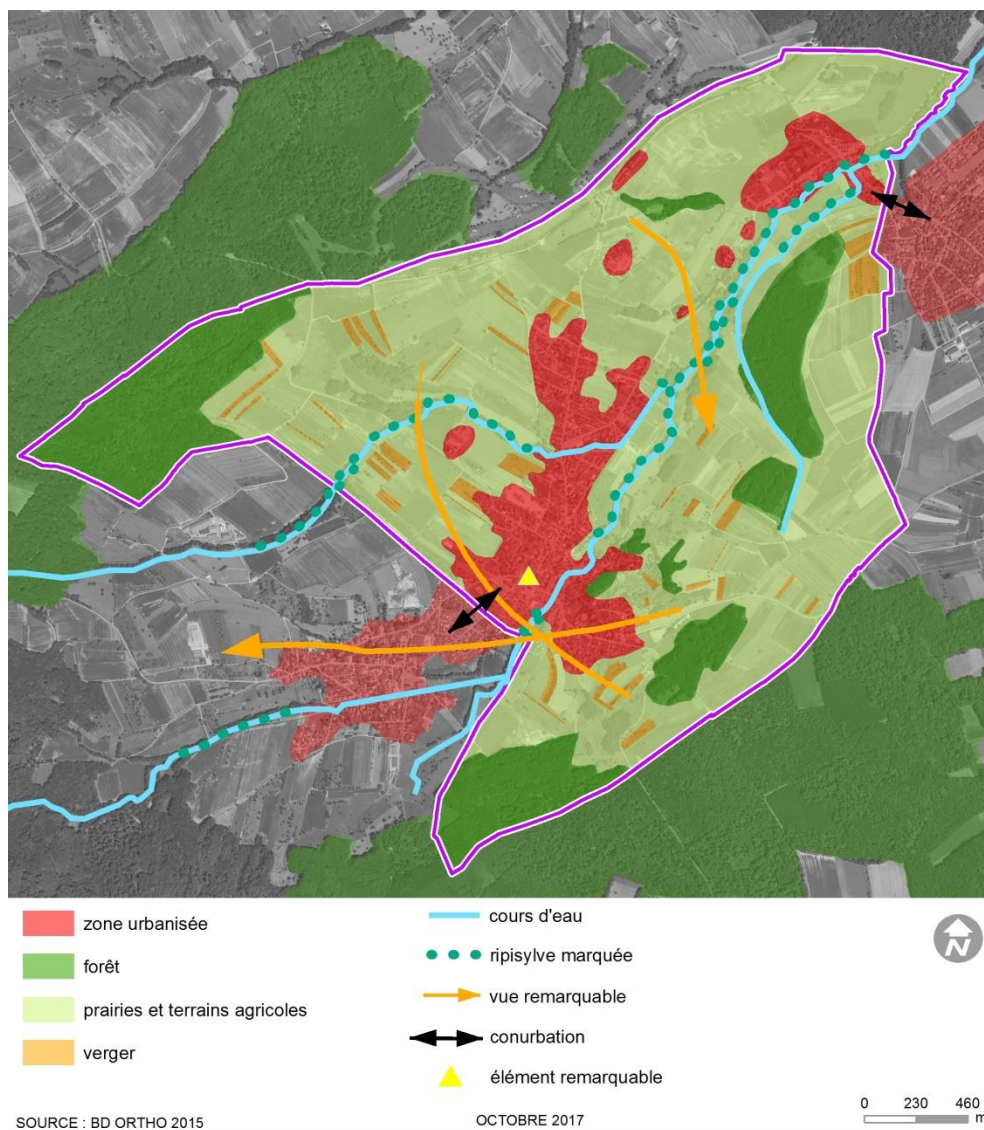 zone urbanisée
forêt
prairies et terrains agricoles
verger
cours d'eau
ripisylve marquée
vue remarquable
conurbation
élément remarquable
N
SOURCE : BD ORTHO 2015
OCTOBRE 2017
0 230 460
m